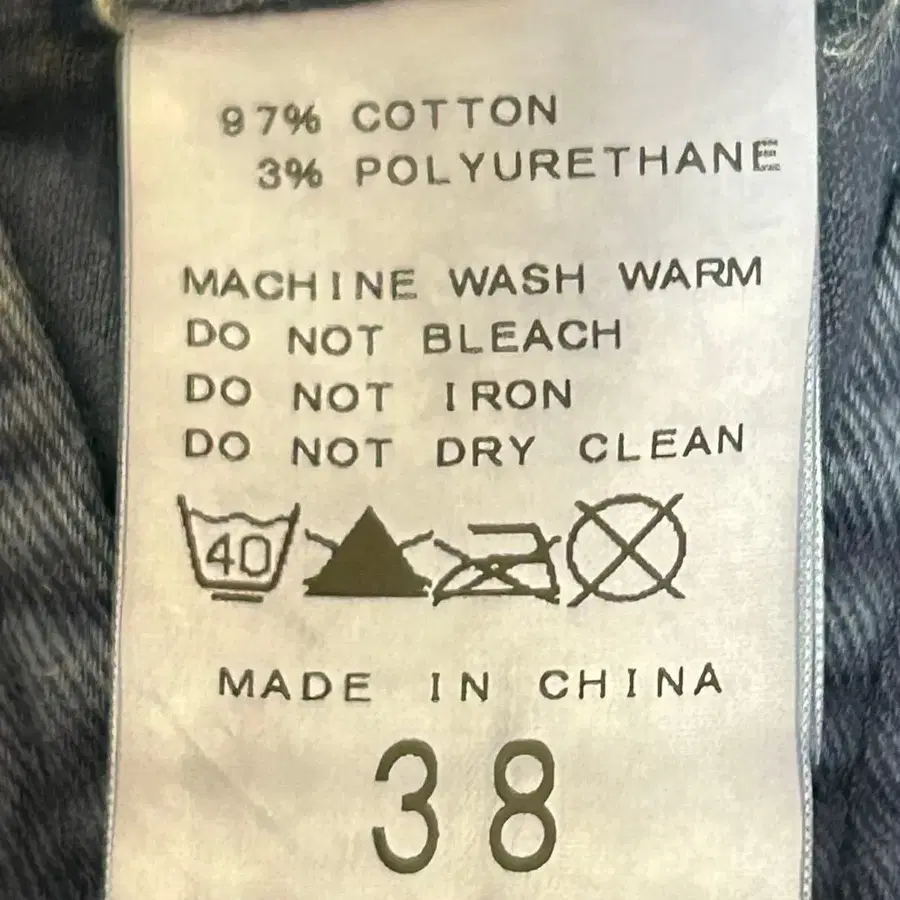 97% COTTON
3% POLYURETHANE
MACHINE WASH WARM
DO NOT BLEACH
DO NOT IRON
DO NOT DRY CLEAN
40
MADE IN CHINA
38